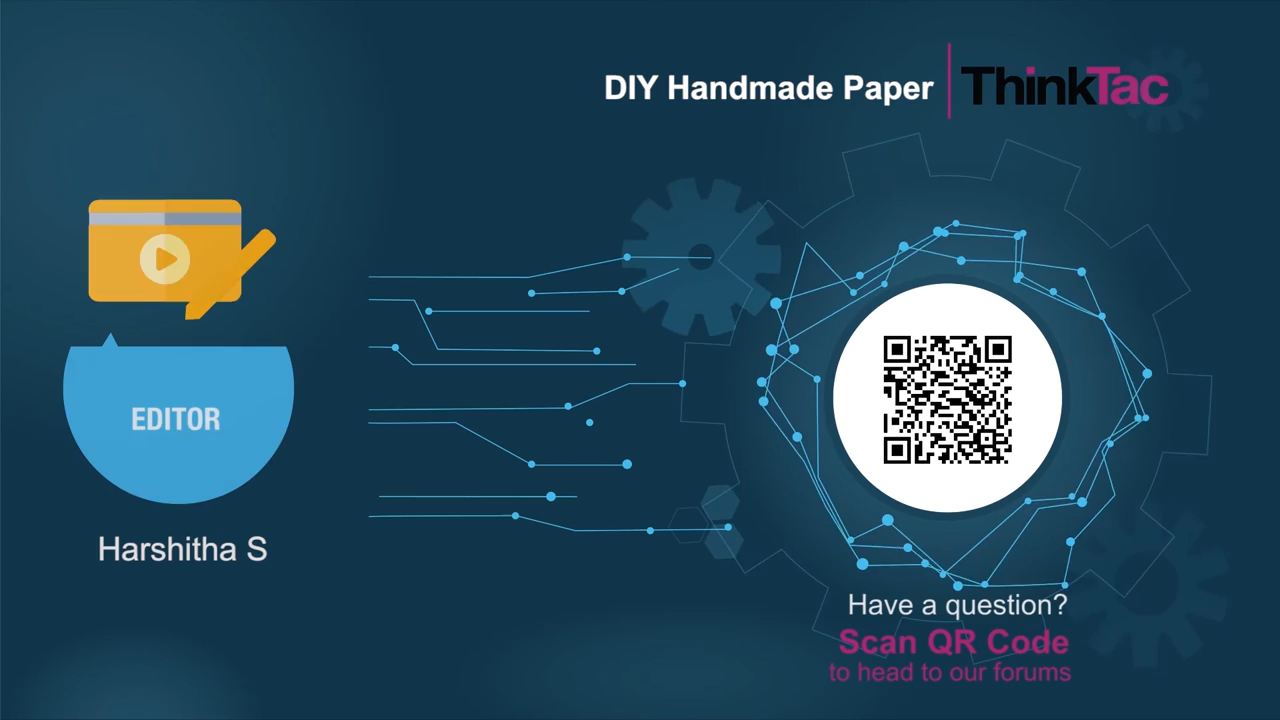 DIY Handmade Paper
ThinkTac
EDITOR
Harshitha S
Have a question?
Scan QR Code
to head to our forums